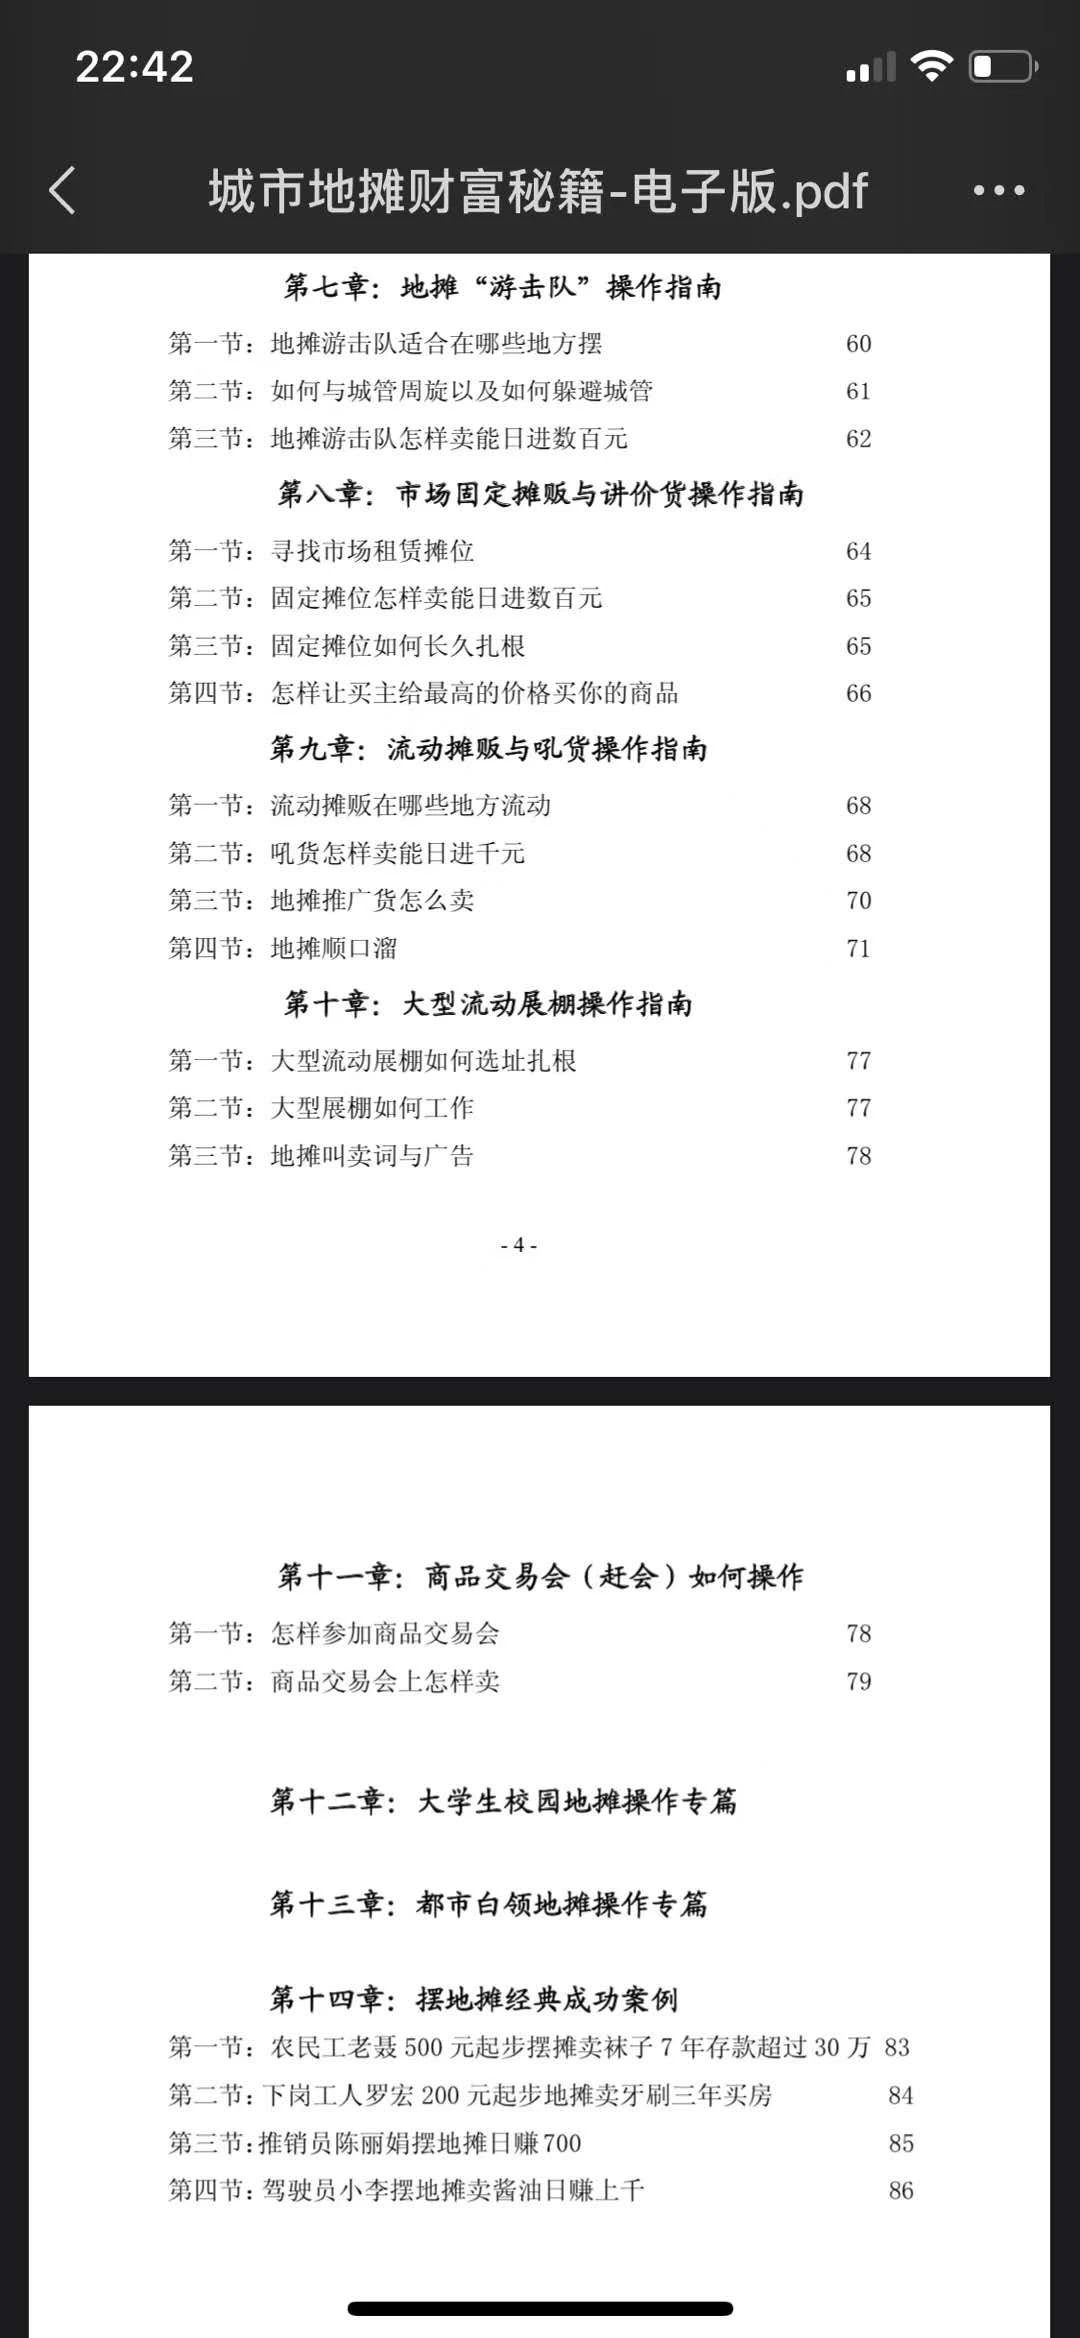 22:42
城市地摊财富秘籍-电子版.pdf
第七章：地摊“游击队”操作指南
第一节：地摊游击队适合在哪些地方摆 60
第二节：如何与城管周旋以及如何躲避城管 61
第三节：地摊游击队怎样卖能日进数百元 62
第八章：市场固定摊贩与讲价货操作指南
第一节：寻找市场租赁摊位 64
第二节：固定摊位怎样卖能日进数百元 65
第三节：固定摊位如何长久扎根 65
第四节：怎样让买主给最高的价格买你的商品 66
第九章：流动摊贩与吼货操作指南
第一节：流动摊贩在哪些地方流动 68
第二节：吼货怎样卖能日进千元 68
第三节：地摊推广货怎么卖 70
第四节：地摊顺口溜 71
第十章：大型流动展棚操作指南
第一节：大型流动展棚如何选址扎根 77
第二节：大型展棚如何工作 77
第三节：地摊叫卖词与广告 78
- 4 -
第十一章：商品交易会（赶会）如何操作
第一节：怎样参加商品交易会 78
第二节：商品交易会上怎样卖 79
第十二章：大学生校园地摊操作专篇
第十三章：都市白领地摊操作专篇
第十四章：摆地摊经典成功案例
第一节：农民工老聂 500 元起步摆摊卖袜子 7 年存款超过 30 万 83
第二节：下岗工人罗宏 200 元起步地摊卖牙刷三年买房 84
第三节：推销员陈丽娟摆地摊日赚 700 85
第四节：驾驶员小李摆地摊卖酱油日赚上千 86